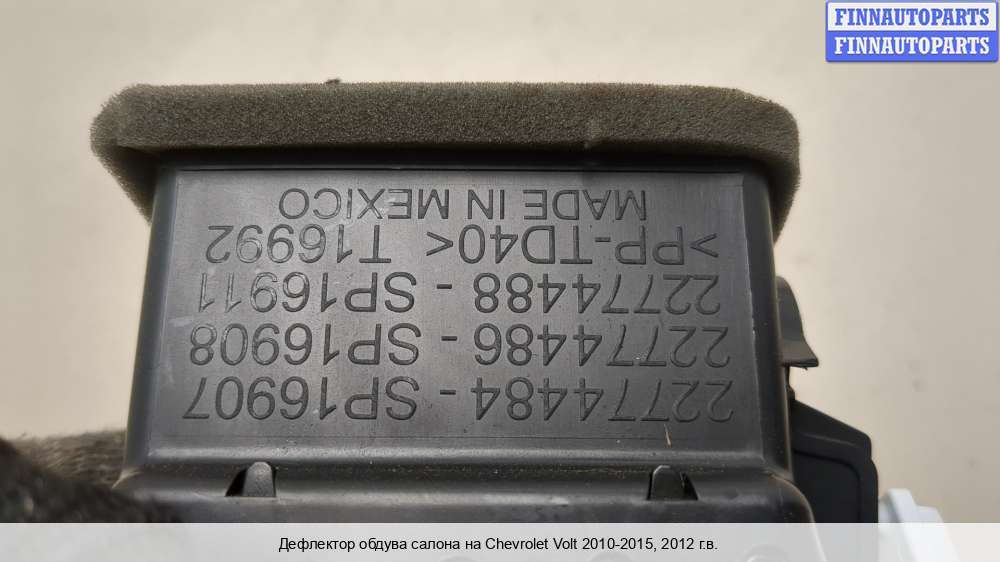 FINNAUTOPARTS
FINNAUTOPARTS
22774484 - SP16907
22774486 - SP16908
22774488 - SP16911
>PP-TD40< T16992
MADE IN MEXICO
Дефлектор обдува салона на Chevrolet Volt 2010-2015, 2012 г.в.